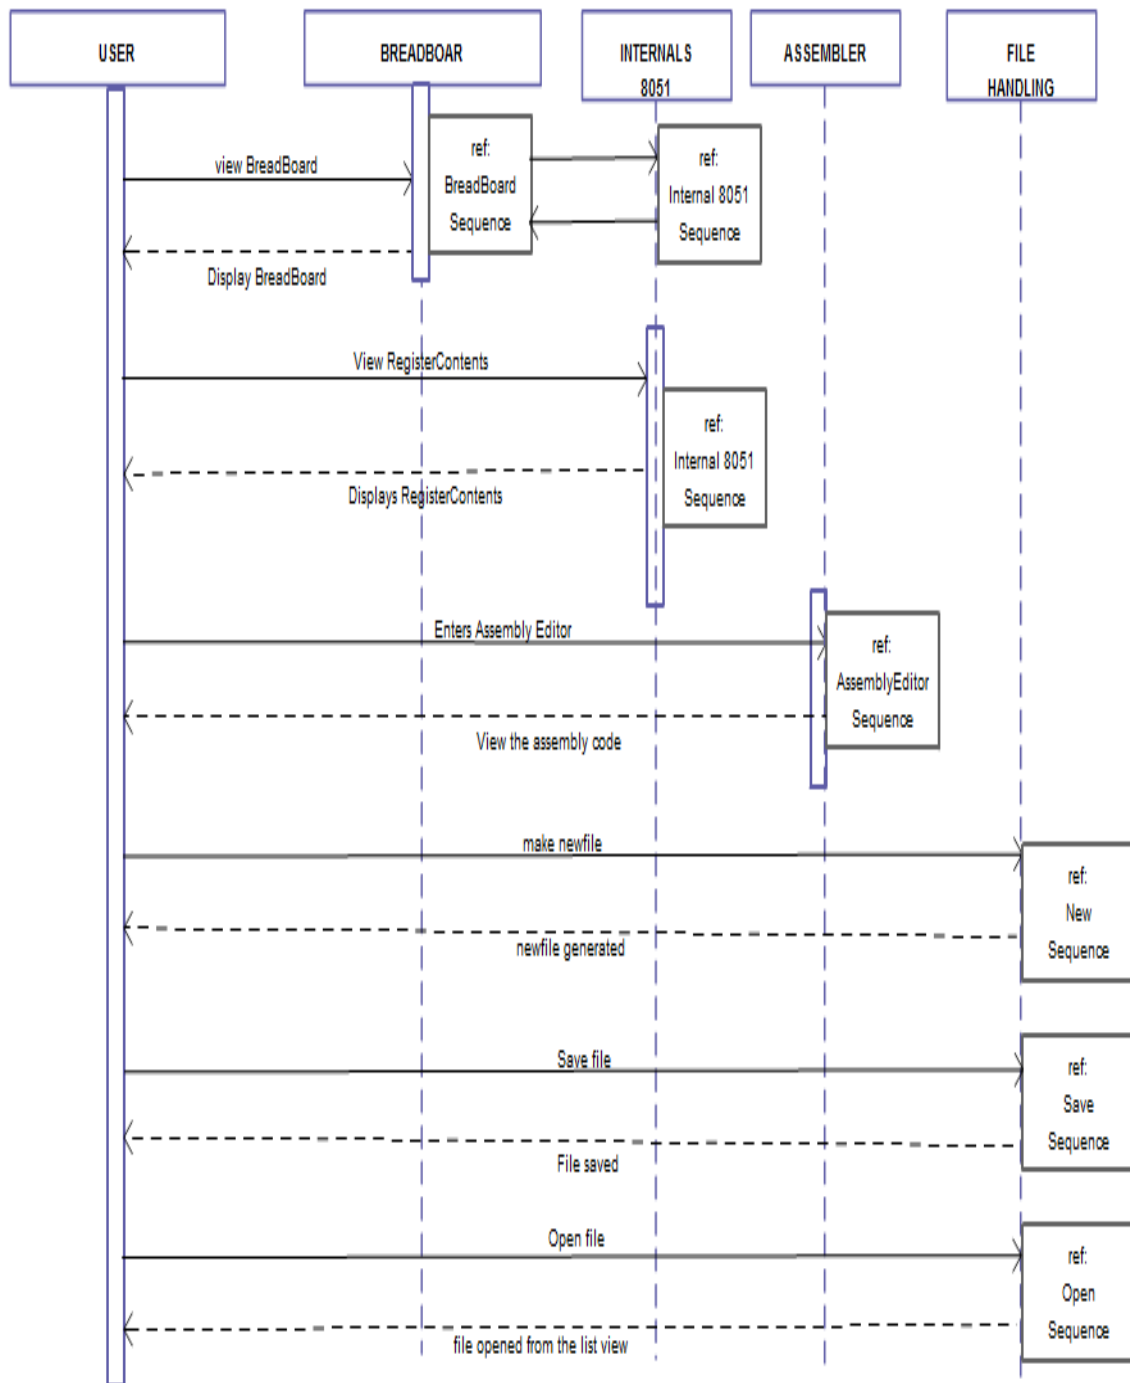 USER
BREADBOAR
INTERNALS
8051
ASSEMBLER
FILE
HANDLING
view BreadBoard
ref:
BreadBoard
Sequence
ref:
Internal 8051
Sequence
Display BreadBoard
View RegisterContents
ref:
Internal 8051
Sequence
Displays RegisterContents
Enters Assembly Editor
ref:
AssemblyEditor
Sequence
View the assembly code
make newfile
ref:
New
Sequence
newfile generated
Save file
ref:
Save
Sequence
File saved
Open file
ref:
Open
Sequence
file opened from the list view